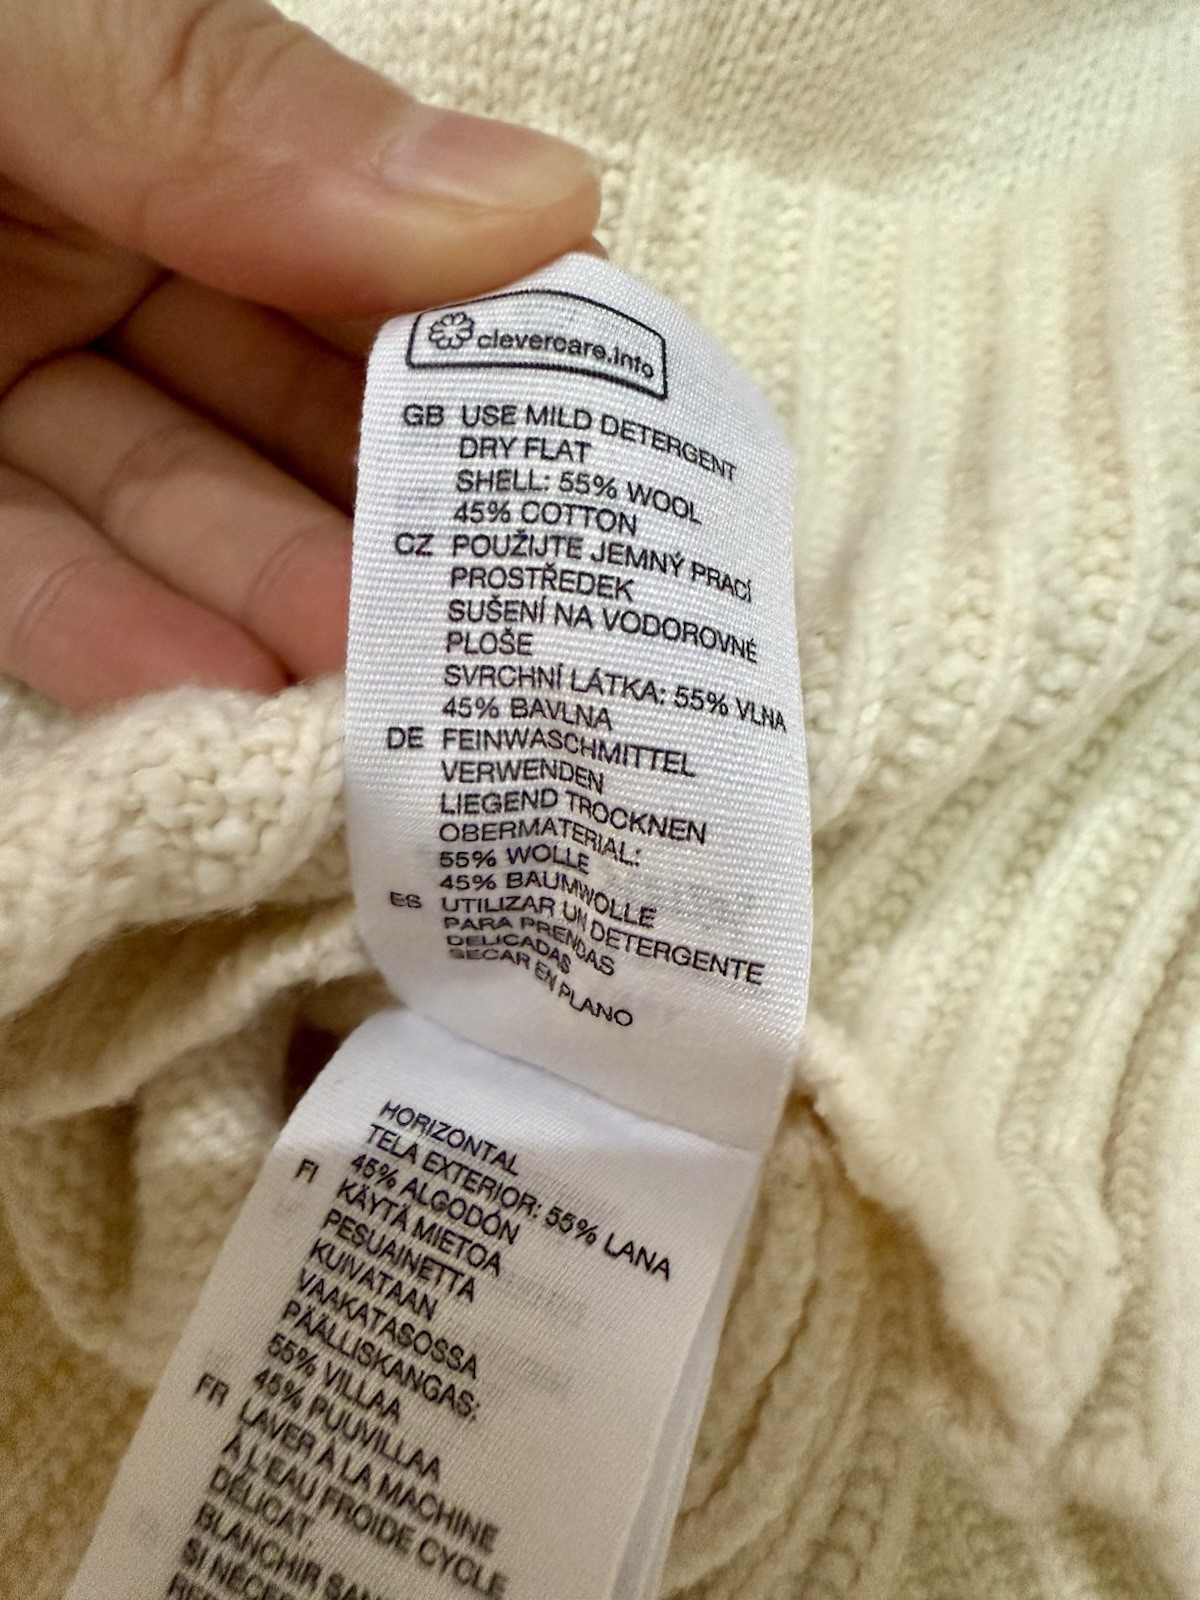 clevercare.info
GB USE MILD DETERGENT
DRY FLAT
SHELL: 55% WOOL
45% COTTON
CZ POUŽIJTE JEMNÝ PRACÍ
PROSTŘEDEK
SUŠENÍ NA VODOROVNÉ
PLOŠE
SVRCHNÍ LÁTKA: 55% VLNA
45% BAVLNA
DE FEINWASCHMITTEL
VERWENDEN
LIEGEND TROCKNEN
OBERMATERIAL:
55% WOLLE
45% BAUMWOLLE
ES UTILIZAR UN DETERGENTE
PARA PRENDAS
DELICADAS
SECAR EN PLANO
HORIZONTAL
TELA EXTERIOR: 55% LANA
45% ALGODÓN
FI KÄYTÄ MIETOA
PESUAINETTA
KUIVATAAN
VAAKATASOSSA
PÄÄLLISKANGAS:
55% VILLAA
45% PUUVILLAA
FR LAVER À LA MACHINE
À L'EAU FROIDE CYCLE
DÉLICAT
BLANCHIR
SI